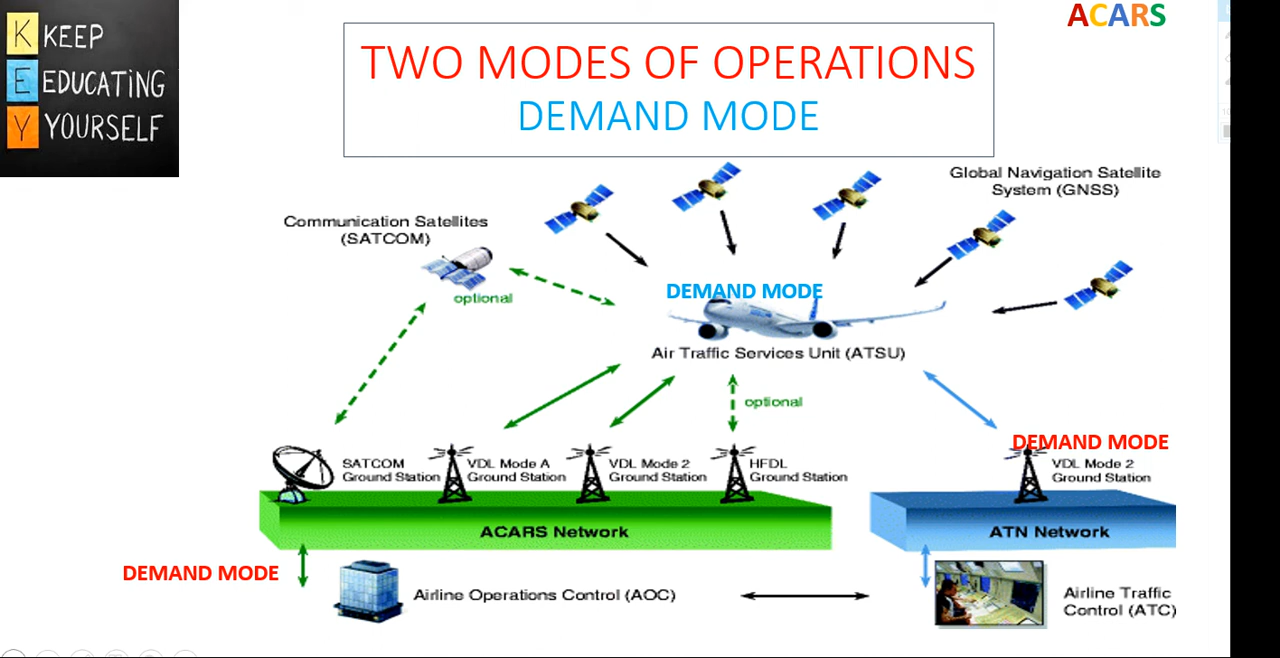 K KEEP
E EDUCATiNG
Y YOURSELF
ACARS
TWO MODES OF OPERATIONS
DEMAND MODE
Global Navigation Satellite
System (GNSS)
Communication Satellites
(SATCOM)
optional
DEMAND MODE
Air Traffic Services Unit (ATSU)
optional
DEMAND MODE
SATCOM
Ground Station
VDL Mode A
Ground Station
VDL Mode 2
Ground Station
HFDL
Ground Station
VDL Mode 2
Ground Station
ACARS Network
ATN Network
DEMAND MODE
Airline Operations Control (AOC)
Airline Traffic
Control (ATC)